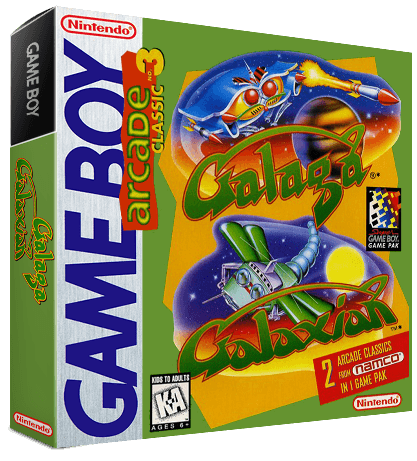 Nintendo
GAME BOY
GAME BOY
arcade
CLASSIC NO. 3
Galaga
Galaxian
Galaga
GAME BOY
GAME PAK
Galaxian™
2 ARCADE CLASSICS
FROM namco
IN 1 GAME PAK
KIDS TO ADULTS
K-A
AGES 6+
Nintendo
Nintendo